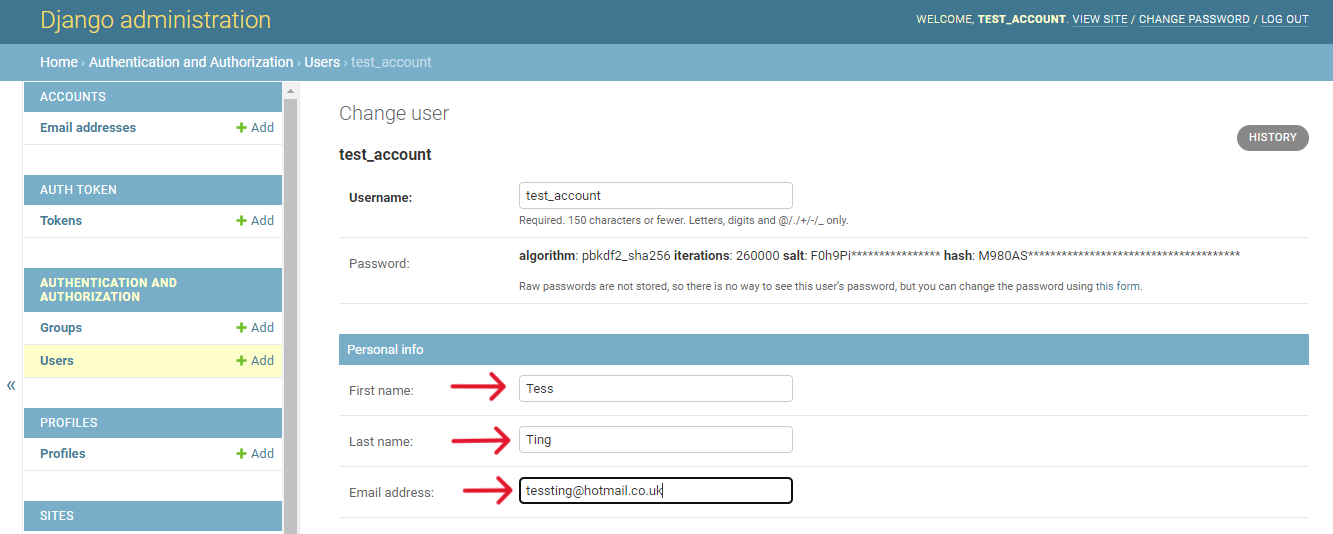 Django administration
WELCOME, TEST_ACCOUNT. VIEW SITE / CHANGE PASSWORD / LOG OUT
Home › Authentication and Authorization › Users › test_account
ACCOUNTS
Email addresses + Add
AUTH TOKEN
Tokens + Add
AUTHENTICATION AND
AUTHORIZATION
Groups + Add
Users + Add
«
PROFILES
Profiles + Add
SITES
Change user
HISTORY
test_account
Username: test_account
Required. 150 characters or fewer. Letters, digits and @/./+/-/_ only.
Password: algorithm: pbkdf2_sha256 iterations: 260000 salt: F0h9Pi**************** hash: M980AS**************************************
Raw passwords are not stored, so there is no way to see this user's password, but you can change the password using this form.
Personal info
First name: Tess
Last name: Ting
Email address: tessting@hotmail.co.uk